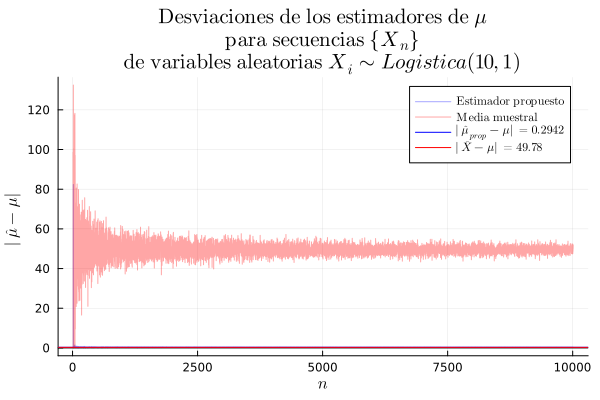 Desviaciones de los estimadores de μ
para secuencias {X_n}
de variables aleatorias X_i ∼ Logistica(10, 1)
Estimador propuesto
Media muestral
| μ̂_prop − μ| = 0.2942
| X̄ − μ| = 49.78
| μ̂ − μ|
120
100
80
60
40
20
0
0 2500 5000 7500 10000
n